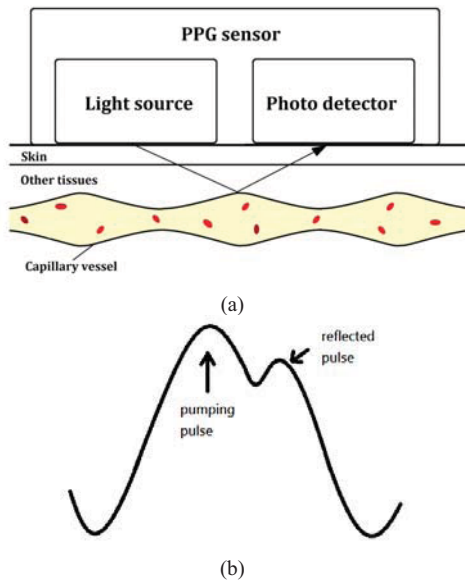 PPG sensor
Light source
Photo detector
Skin
Other tissues
Capillary vessel
(a)
reflected
pulse
pumping
pulse
(b)